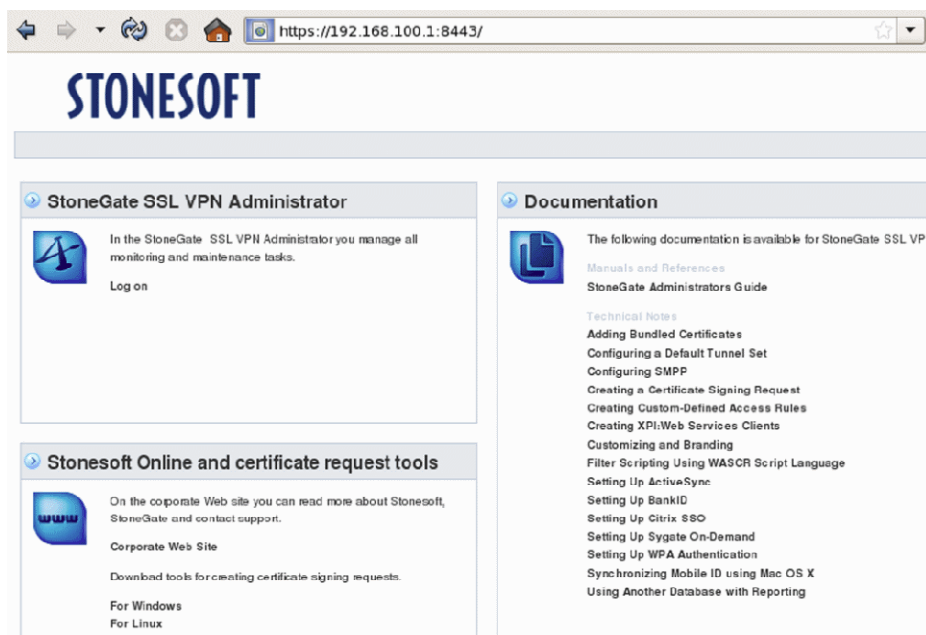 https://192.168.100.1:8443/
STONESOFT
StoneGate SSL VPN Administrator
In the StoneGate SSL VPN Administrator you manage all
monitoring and maintenance tasks.
Log on
Stonesoft Online and certificate request tools
www
On the corporate Web site you can read more about Stonesoft,
StoneGate and contact support.
Corporate Web Site
Download tools for creating certificate signing requests.
For Windows
For Linux
Documentation
The following documentation is available for StoneGate SSL VP
Manuals and References
StoneGate Administrators Guide
Technical Notes
Adding Bundled Certificates
Configuring a Default Tunnel Set
Configuring SMPP
Creating a Certificate Signing Request
Creating Custom-Defined Access Rules
Creating XPI:Web Services Clients
Customizing and Branding
Filter Scripting Using WASCR Script Language
Setting Up ActiveSync
Setting Up BankID
Setting Up Citrix SSO
Setting Up Sygate On-Demand
Setting Up WPA Authentication
Synchronizing Mobile ID using Mac OS X
Using Another Database with Reporting